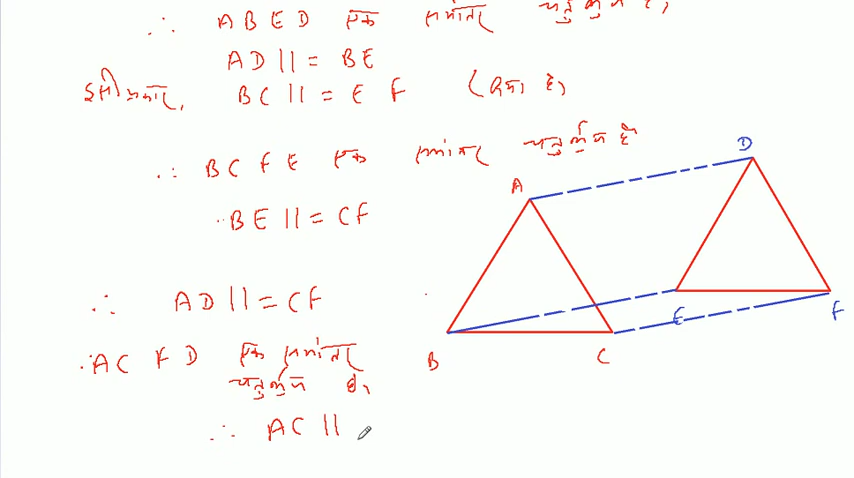 ∴ ABED एक समांतर चतुर्भुज है,
AD ||= BE
इसी प्रकार, BC ||= EF (दिया है,
∴ BCFE एक समांतर चतुर्भुज है
∴ BE ||= CF
∴ AD ||= CF
∴ ACFD एक समांतर
चतुर्भुज है,
∴ AC ||
A
D
B
C
E
F